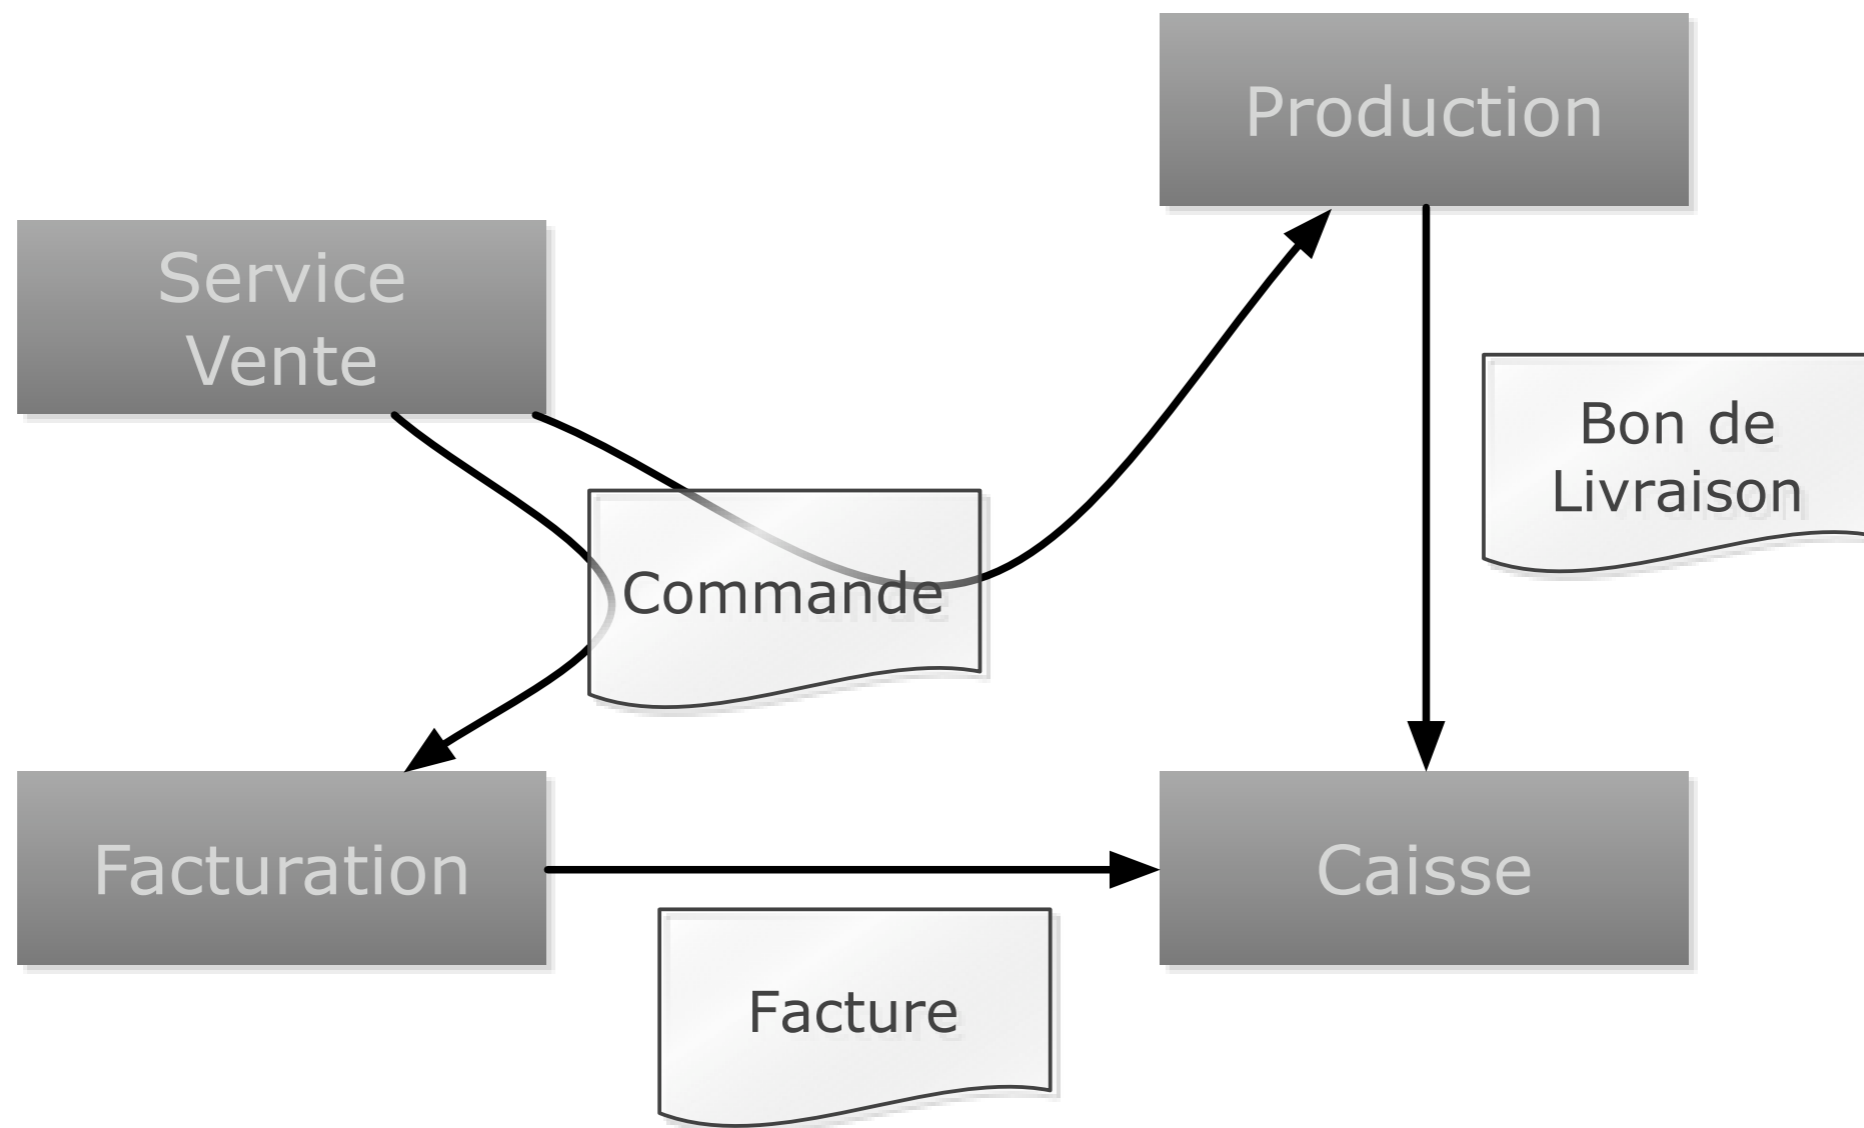 Production
Service
Vente
Bon de
Livraison
Commande
Facturation
Caisse
Facture